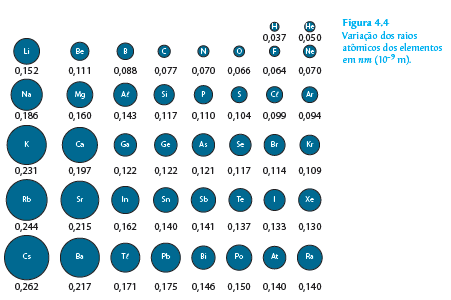 H He
0,037 0,050
Li Be B C N O F Ne
0,152 0,111 0,088 0,077 0,070 0,066 0,064 0,070
Na Mg Aℓ Si P S Cℓ Ar
0,186 0,160 0,143 0,117 0,110 0,104 0,099 0,094
K Ca Ga Ge As Se Br Kr
0,231 0,197 0,122 0,122 0,121 0,117 0,114 0,109
Rb Sr In Sn Sb Te I Xe
0,244 0,215 0,162 0,140 0,141 0,137 0,133 0,130
Cs Ba Tℓ Pb Bi Po At Ra
0,262 0,217 0,171 0,175 0,146 0,150 0,140 0,140
Figura 4.4
Variação dos raios
atômicos dos elementos
em nm (10⁻⁹ m).